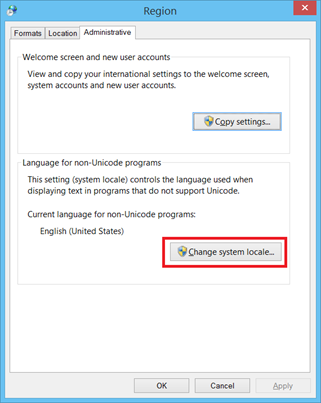 Region
Formats Location Administrative
Welcome screen and new user accounts
View and copy your international settings to the welcome screen,
system accounts and new user accounts.
Copy settings...
Language for non-Unicode programs
This setting (system locale) controls the language used when
displaying text in programs that do not support Unicode.
Current language for non-Unicode programs:
English (United States)
Change system locale...
OK Cancel Apply